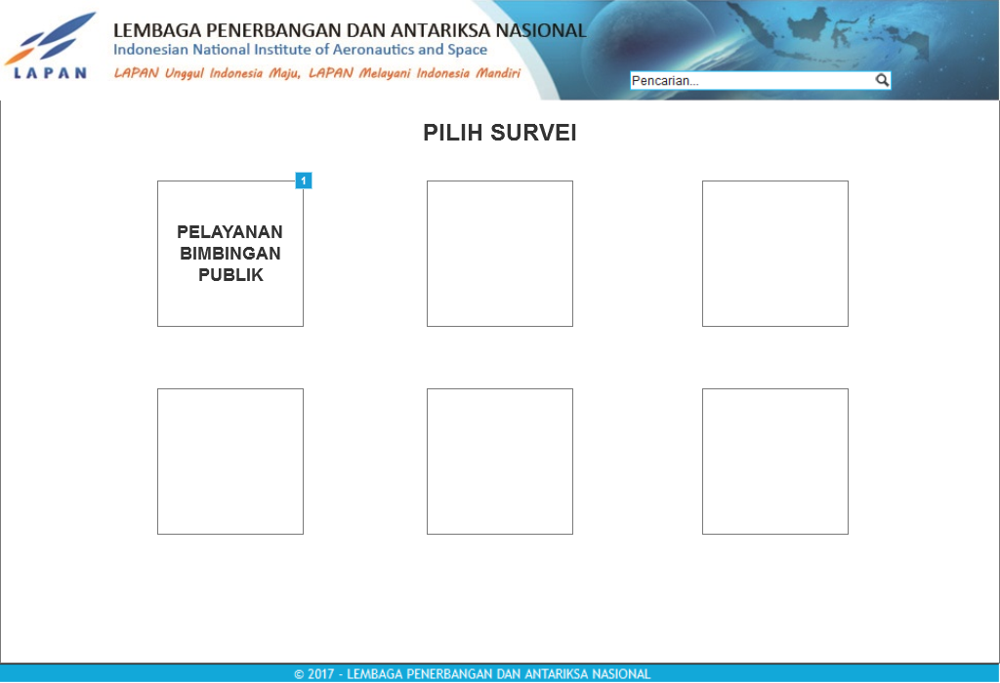 LAPAN
LEMBAGA PENERBANGAN DAN ANTARIKSA NASIONAL
Indonesian National Institute of Aeronautics and Space
LAPAN Unggul Indonesia Maju, LAPAN Melayani Indonesia Mandiri
Pencarian...
PILIH SURVEI
1
PELAYANAN
BIMBINGAN
PUBLIK
© 2017 - LEMBAGA PENERBANGAN DAN ANTARIKSA NASIONAL